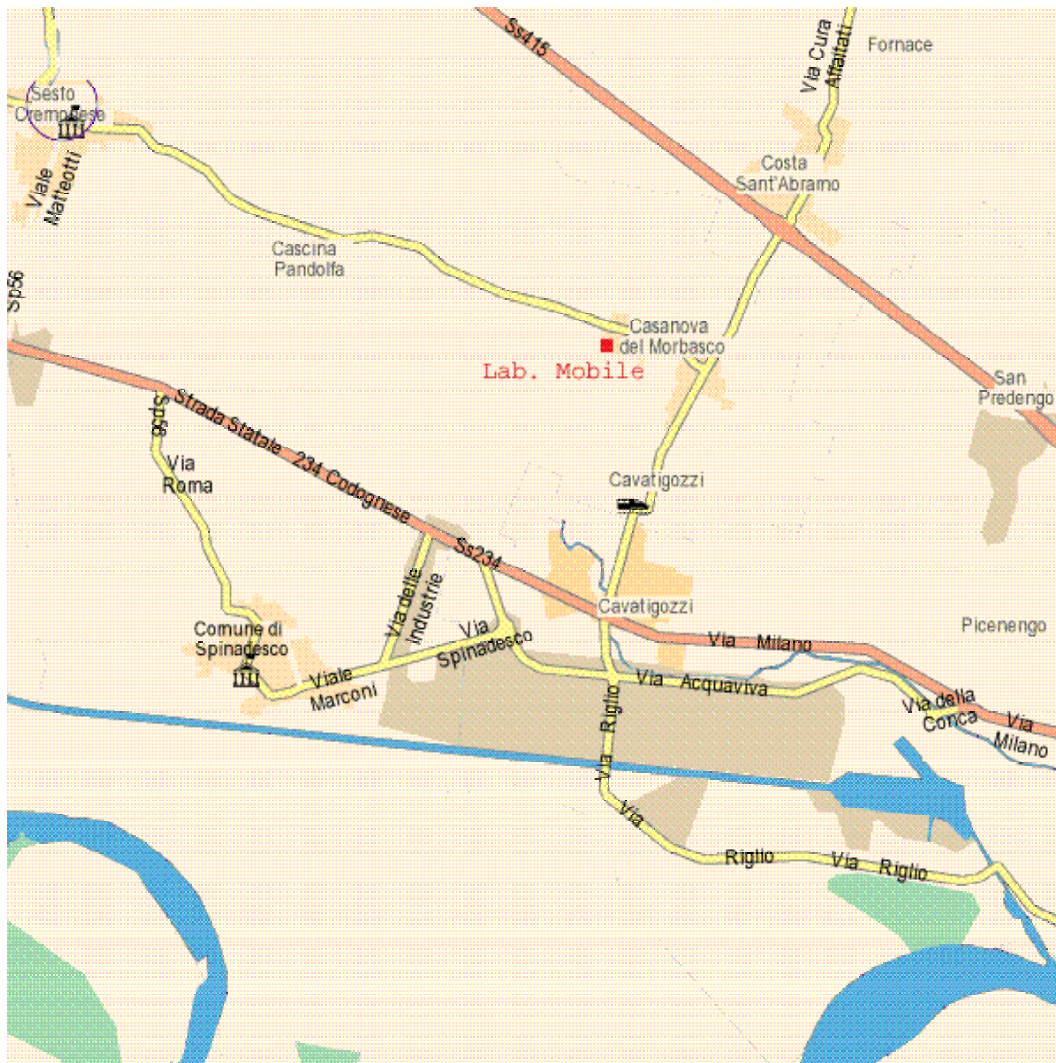 Ss415
Via Cura
Affaitati
Fornace
Sesto
Cremonese
Viale
Matteotti
Costa
Sant'Abramo
Cascina
Pandolfa
Sp56
Casanova
del Morbasco
Lab. Mobile
San
Predengo
Sp56
Strada Statale 234 Codognese
Via
Roma
Cavatigozzi
Ss234
Via delle
Industrie
Cavatigozzi
Comune di
Spinadesco
Via
Spinadesco
Via Milano
Picenengo
Viale
Marconi
Via Acquaviva
Via Riglio
Via della
Conca
Via
Milano
Via
Riglio
Via Riglio